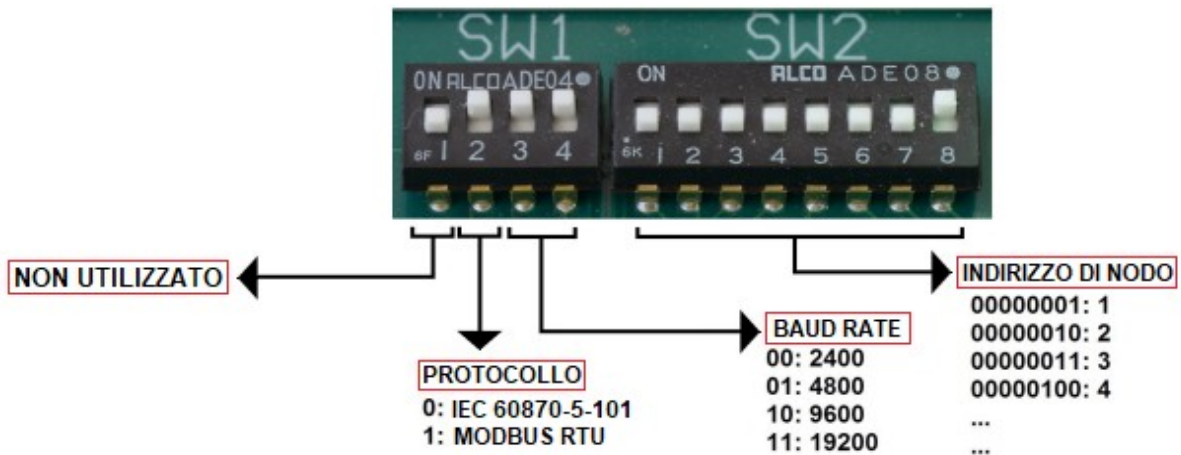 SW1 SW2
ON ALCO ADE04
ON ALCO ADE08
6F 1 2 3 4
6K 1 2 3 4 5 6 7 8
NON UTILIZZATO
INDIRIZZO DI NODO
00000001: 1
00000010: 2
00000011: 3
00000100: 4
...
...
BAUD RATE
00: 2400
01: 4800
10: 9600
11: 19200
PROTOCOLLO
0: IEC 60870-5-101
1: MODBUS RTU